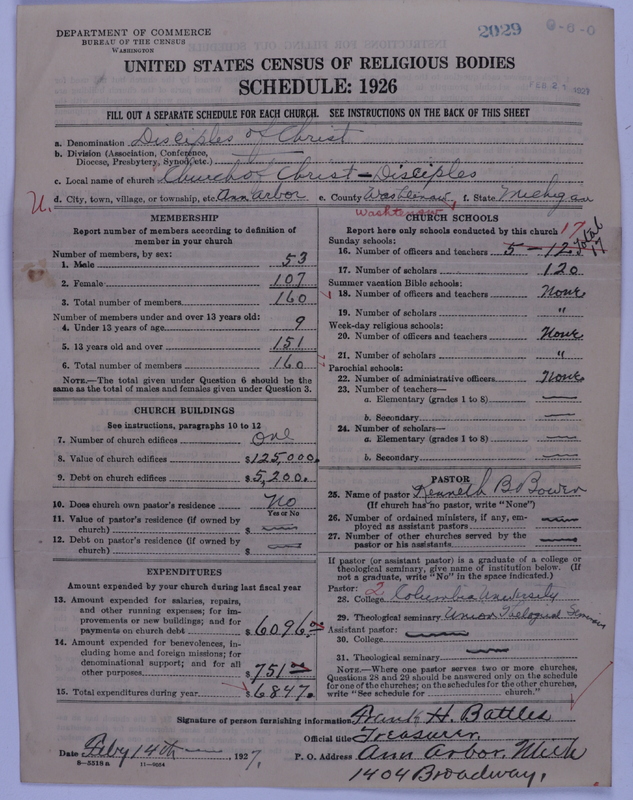 DEPARTMENT OF COMMERCE
BUREAU OF THE CENSUS
WASHINGTON
2029
9-6-0
FEB 21 1927
UNITED STATES CENSUS OF RELIGIOUS BODIES
SCHEDULE: 1926
FILL OUT A SEPARATE SCHEDULE FOR EACH CHURCH. SEE INSTRUCTIONS ON THE BACK OF THIS SHEET
a. Denomination Disciples of Christ
b. Division (Association, Conference, Diocese, Presbytery, Synod, etc.)
c. Local name of church Church of Christ - Disciples
U. d. City, town, village, or township, etc. Ann Arbor e. County Washtenaw f. State Michigan
Washtenaw
MEMBERSHIP
Report number of members according to definition of
member in your church
Number of members, by sex:
1. Male 53
2. Female 107
3. Total number of members 160
Number of members under and over 13 years old:
4. Under 13 years of age 9
5. 13 years old and over 151
6. Total number of members 160
NOTE.—The total given under Question 6 should be the
same as the total of males and females given under Question 3.
CHURCH BUILDINGS
See instructions, paragraphs 10 to 12
7. Number of church edifices one
8. Value of church edifices $125,000.
9. Debt on church edifices $5,200.
10. Does church own pastor's residence No
Yes or No
11. Value of pastor's residence (if owned by
church) $
12. Debt on pastor's residence (if owned by
church) $
EXPENDITURES
Amount expended by your church during last fiscal year
13. Amount expended for salaries, repairs,
and other running expenses; for im-
provements or new buildings; and for
payments on church debt $6096.00
14. Amount expended for benevolences, in-
cluding home and foreign missions; for
denominational support; and for all
other purposes $751
15. Total expenditures during year $6847.
CHURCH SCHOOLS
Report here only schools conducted by this church 17
Sunday schools:
16. Number of officers and teachers 5 - 12 Total 17
17. Number of scholars 120
Summer vacation Bible schools:
18. Number of officers and teachers None
19. Number of scholars "
Week-day religious schools:
20. Number of officers and teachers None
21. Number of scholars "
Parochial schools:
22. Number of administrative officers None
23. Number of teachers—
a. Elementary (grades 1 to 8)
b. Secondary
24. Number of scholars—
a. Elementary (grades 1 to 8)
b. Secondary
PASTOR
25. Name of pastor Kenneth B. Bowen
(If church has no pastor, write "None")
26. Number of ordained ministers, if any, em-
ployed as assistant pastors
27. Number of other churches served by the
pastor or his assistants
If pastor (or assistant pastor) is a graduate of a college or
theological seminary, give name of institution below. (If
not a graduate, write "No" in the space indicated.)
Pastor: 2
28. College Columbia University
29. Theological seminary Union Theological Seminary
Assistant pastor:
30. College
31. Theological seminary
NOTE.—Where one pastor serves two or more churches,
Questions 28 and 29 should be answered only on the schedule
for one of the churches; on the schedules for the other churches,
write "See schedule for church."
Signature of person furnishing information Frank H. Battles
Official title Treasurer.
Date Feby 14th, 1927. P. O. Address Ann Arbor, Mich
8—5518a 11—9054
1404 Broadway.